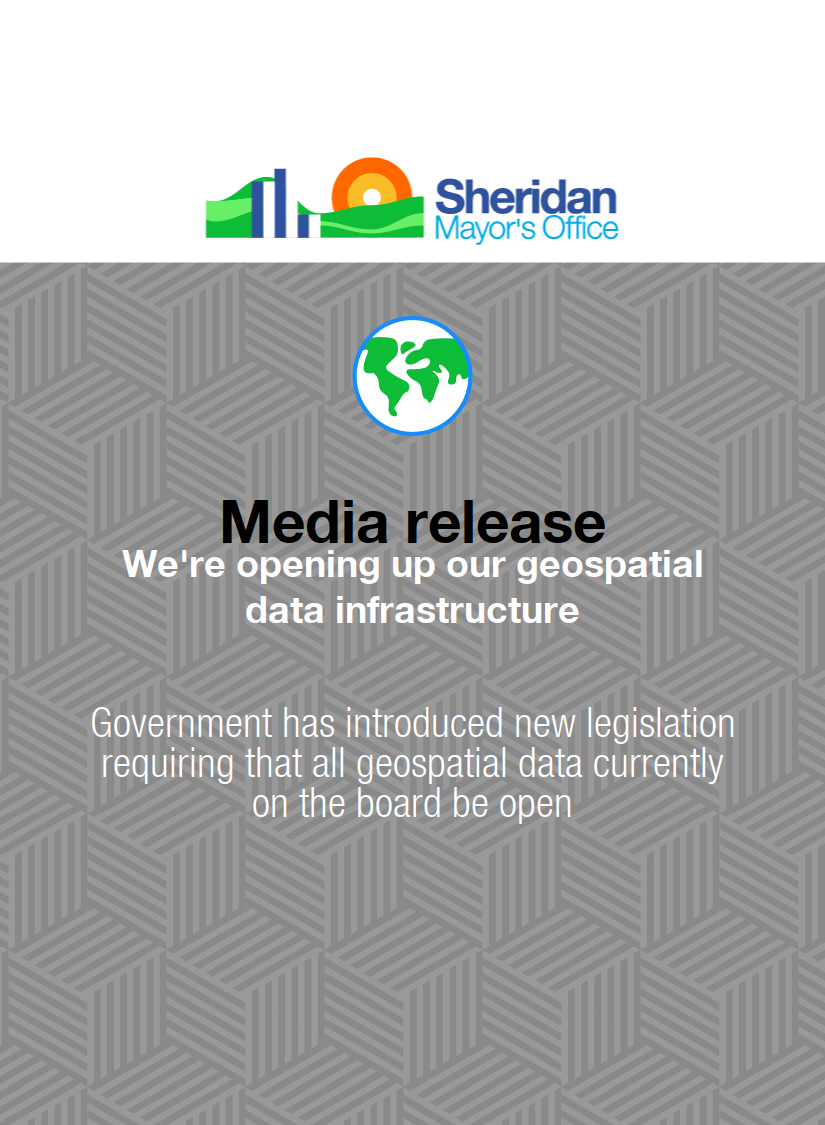 Sheridan
Mayor's Office
Media release
We're opening up our geospatial
data infrastructure
Government has introduced new legislation
requiring that all geospatial data currently
on the board be open